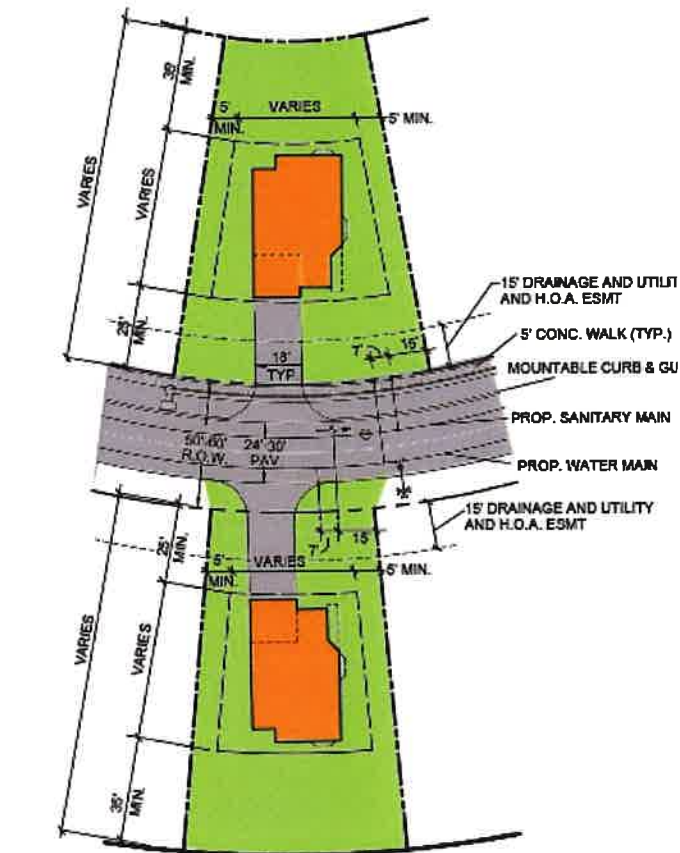 35'
MIN.
5'
VARIES
MIN.
5' MIN.
VARIES
VARIES
25'
MIN.
15' DRAINAGE AND UTILIT
AND H.O.A. ESMT
5' CONC. WALK (TYP.)
7'
15'
18'
TYP
MOUNTABLE CURB & GU
PROP. SANITARY MAIN
50'-60'
R.O.W.
24'-30'
PAV
PROP. WATER MAIN
15' DRAINAGE AND UTILITY
AND H.O.A. ESMT
25'
MIN.
7'
15'
5'
VARIES
MIN.
5' MIN.
VARIES
VARIES
35'
MIN.